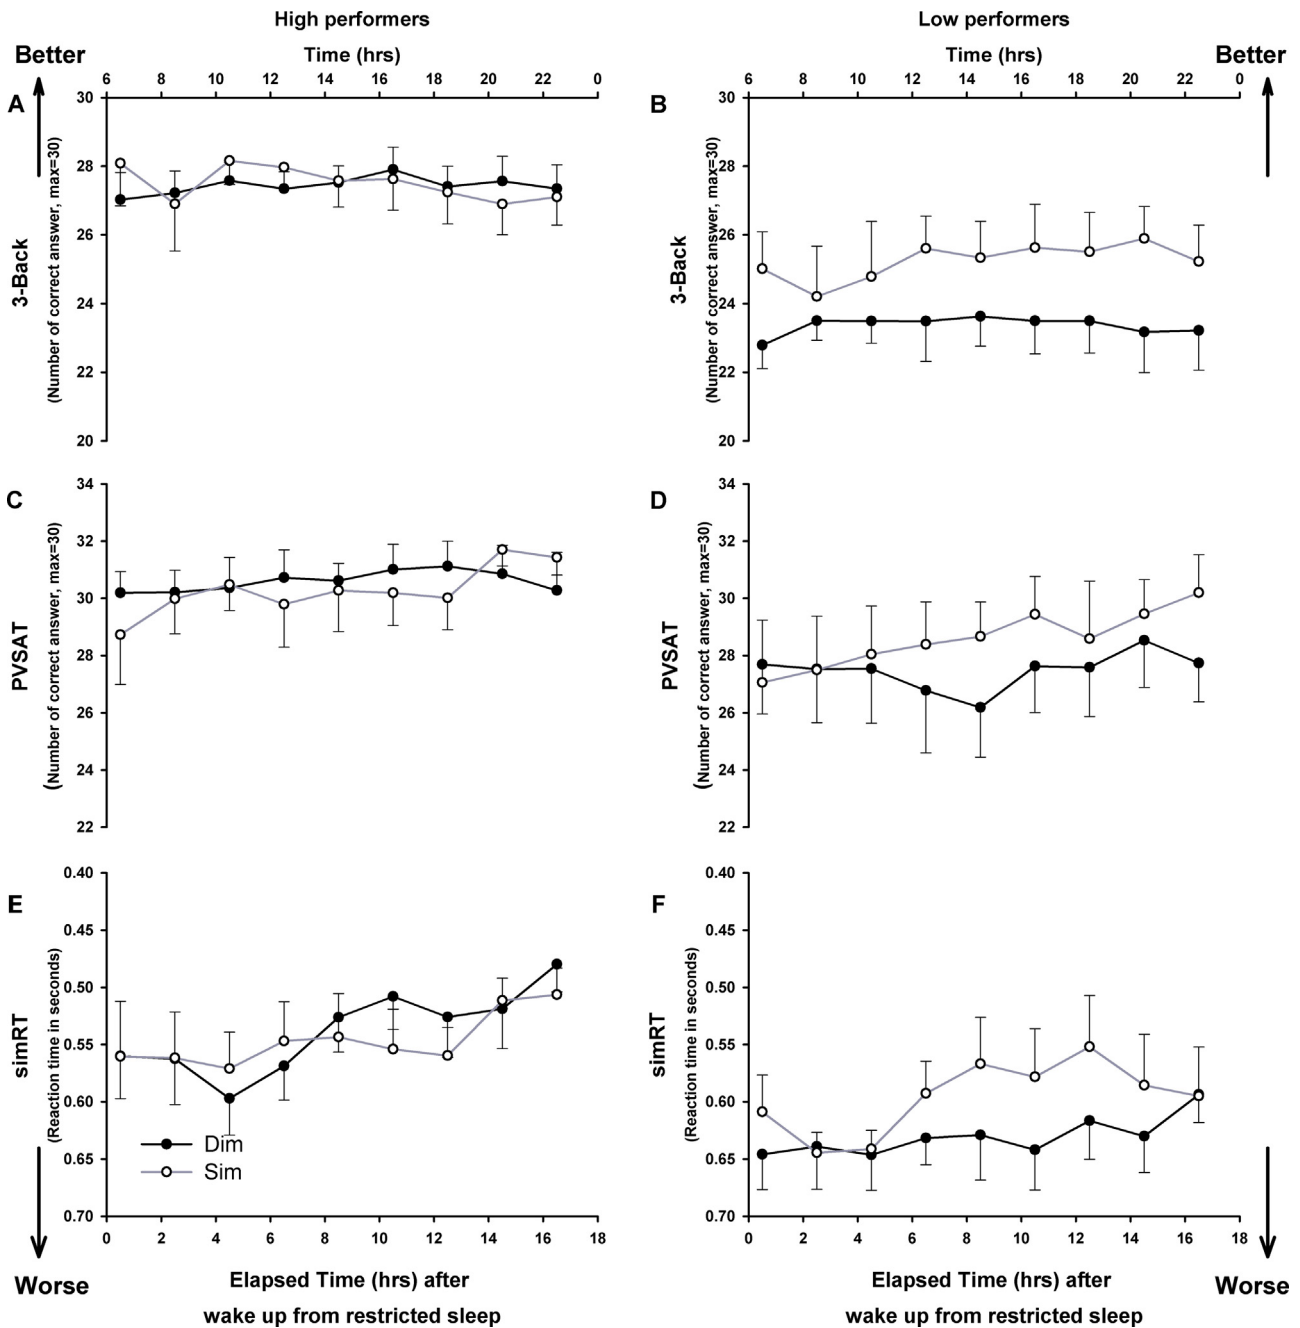 High performers
Low performers
Better
Time (hrs)
Time (hrs)
Better
6 8 10 12 14 16 18 20 22 0
6 8 10 12 14 16 18 20 22 0
A
30
28
26
24
22
20
3-Back
(Number of correct answer, max=30)
B
30
28
26
24
22
20
3-Back
(Number of correct answer, max=30)
C
34
32
30
28
26
24
22
PVSAT
(Number of correct answer, max=30)
D
34
32
30
28
26
24
22
PVSAT
(Number of correct answer, max=30)
E
0.40
0.45
0.50
0.55
0.60
0.65
0.70
simRT
(Reaction time in seconds)
Dim
Sim
F
0.40
0.45
0.50
0.55
0.60
0.65
0.70
simRT
(Reaction time in seconds)
0 2 4 6 8 10 12 14 16 18
0 2 4 6 8 10 12 14 16 18
Worse
Elapsed Time (hrs) after
wake up from restricted sleep
Elapsed Time (hrs) after
wake up from restricted sleep
Worse